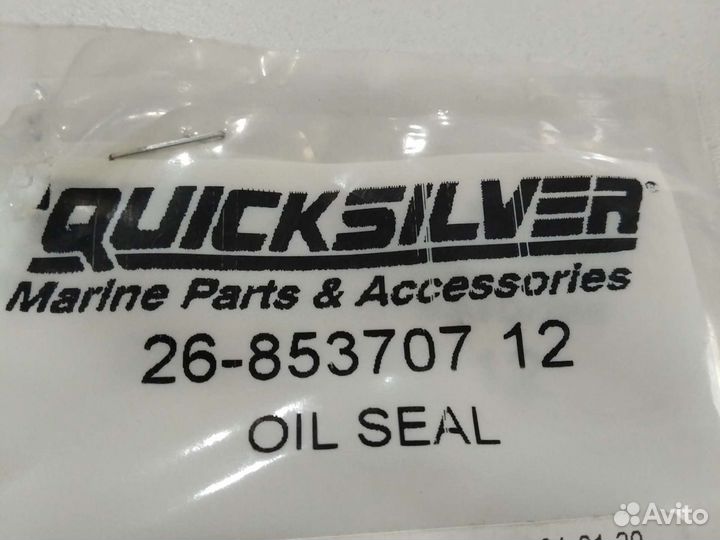 QUICKSILVER
Marine Parts & Accessories
26-853707 12
OIL SEAL
Avito